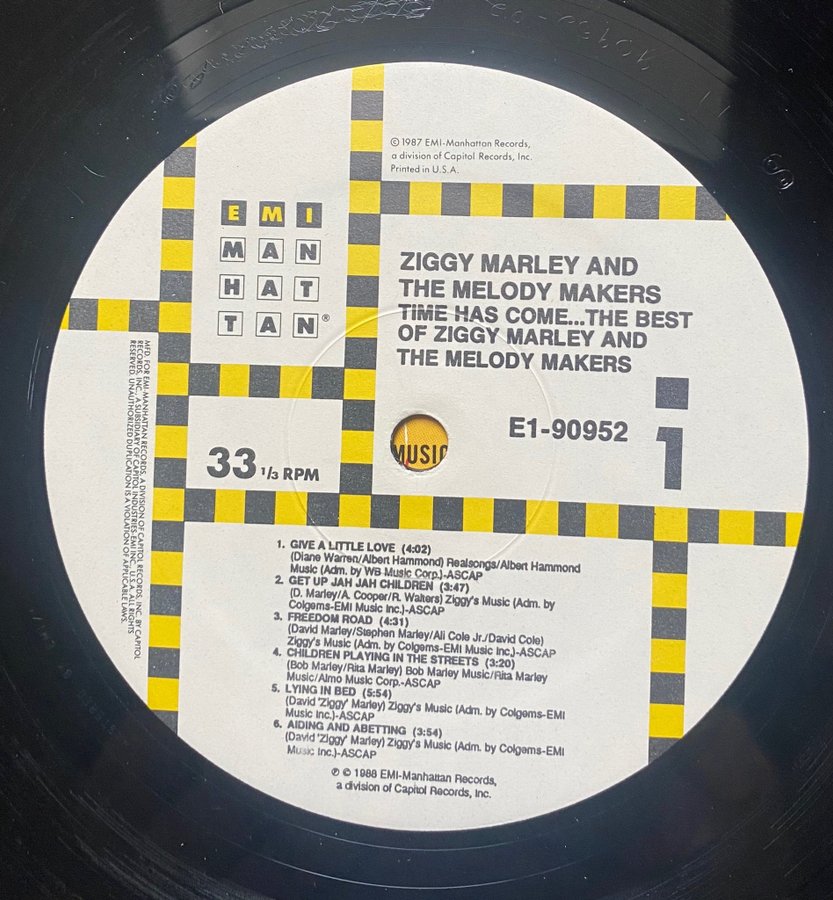 © 1987 EMI-Manhattan Records,
a division of Capitol Records, Inc.
Printed in U.S.A.
EMI
MAN
HAT
TAN®
ZIGGY MARLEY AND
THE MELODY MAKERS
TIME HAS COME...THE BEST
OF ZIGGY MARLEY AND
THE MELODY MAKERS
E1-90952
1
MUSIC
33 1/3 RPM
MFD. FOR EMI-MANHATTAN RECORDS, A DIVISION OF CAPITOL RECORDS, INC. BY CAPITOL
RECORDS, INC., A SUBSIDIARY OF CAPITOL INDUSTRIES-EMI, INC., U.S.A. ALL RIGHTS
RESERVED. UNAUTHORIZED DUPLICATION IS A VIOLATION OF APPLICABLE LAWS.
1. GIVE A LITTLE LOVE (4:02)
(Diane Warren/Albert Hammond) Realsongs/Albert Hammond
Music (Adm. by WB Music Corp.)-ASCAP
2. GET UP JAH JAH CHILDREN (3:47)
(D. Marley/A. Cooper/R. Walters) Ziggy's Music (Adm. by
Colgems-EMI Music Inc.)-ASCAP
3. FREEDOM ROAD (4:31)
(David Marley/Stephen Marley/Ali Cole Jr./David Cole)
Ziggy's Music (Adm. by Colgems-EMI Music Inc.)-ASCAP
4. CHILDREN PLAYING IN THE STREETS (3:20)
(Bob Marley/Rita Marley) Bob Marley Music/Rita Marley
Music/Almo Music Corp.-ASCAP
5. LYING IN BED (5:54)
(David 'Ziggy' Marley) Ziggy's Music (Adm. by Colgems-EMI
Music Inc.)-ASCAP
6. AIDING AND ABETTING (3:54)
(David 'Ziggy' Marley) Ziggy's Music (Adm. by Colgems-EMI
Music Inc.)-ASCAP
℗ © 1988 EMI-Manhattan Records,
a division of Capitol Records, Inc.